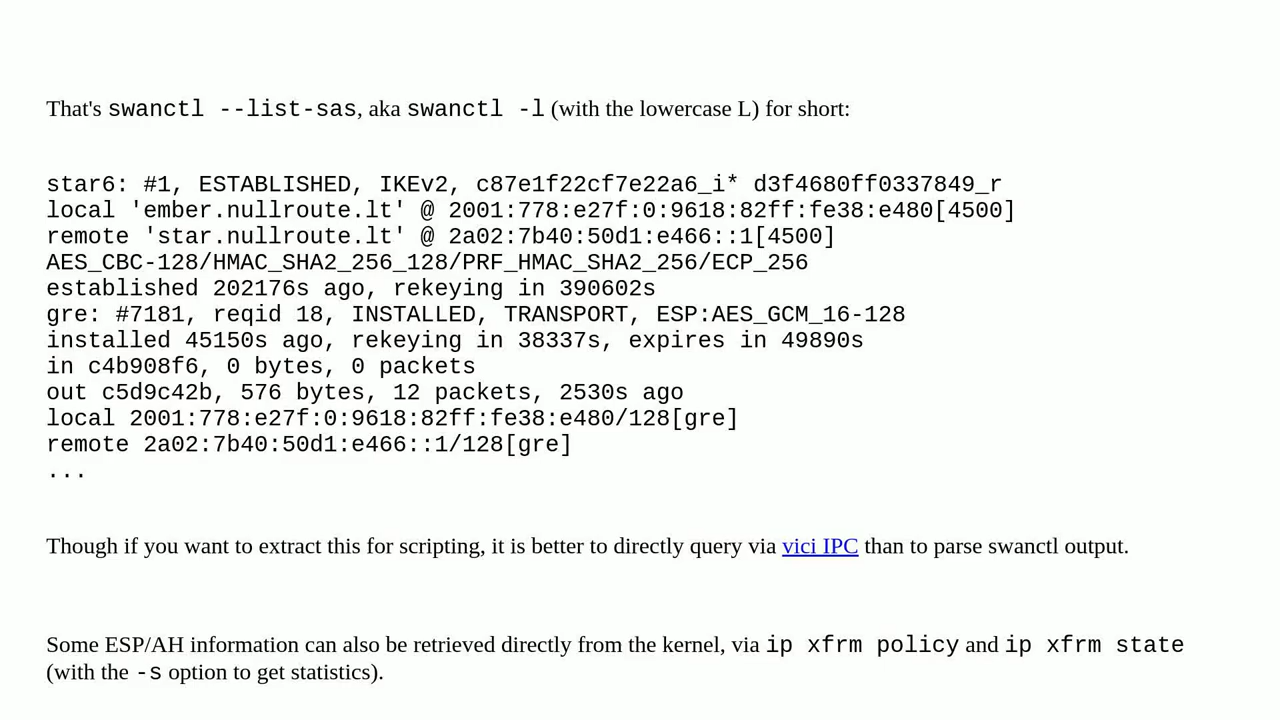 That's swanctl --list-sas, aka swanctl -l (with the lowercase L) for short:
star6: #1, ESTABLISHED, IKEv2, c87e1f22cf7e22a6_i* d3f4680ff0337849_r
local 'ember.nullroute.lt' @ 2001:778:e27f:0:9618:82ff:fe38:e480[4500]
remote 'star.nullroute.lt' @ 2a02:7b40:50d1:e466::1[4500]
AES_CBC-128/HMAC_SHA2_256_128/PRF_HMAC_SHA2_256/ECP_256
established 202176s ago, rekeying in 390602s
gre: #7181, reqid 18, INSTALLED, TRANSPORT, ESP:AES_GCM_16-128
installed 45150s ago, rekeying in 38337s, expires in 49890s
in c4b908f6, 0 bytes, 0 packets
out c5d9c42b, 576 bytes, 12 packets, 2530s ago
local 2001:778:e27f:0:9618:82ff:fe38:e480/128[gre]
remote 2a02:7b40:50d1:e466::1/128[gre]
...
Though if you want to extract this for scripting, it is better to directly query via vici IPC than to parse swanctl output.
Some ESP/AH information can also be retrieved directly from the kernel, via ip xfrm policy and ip xfrm state
(with the -s option to get statistics).